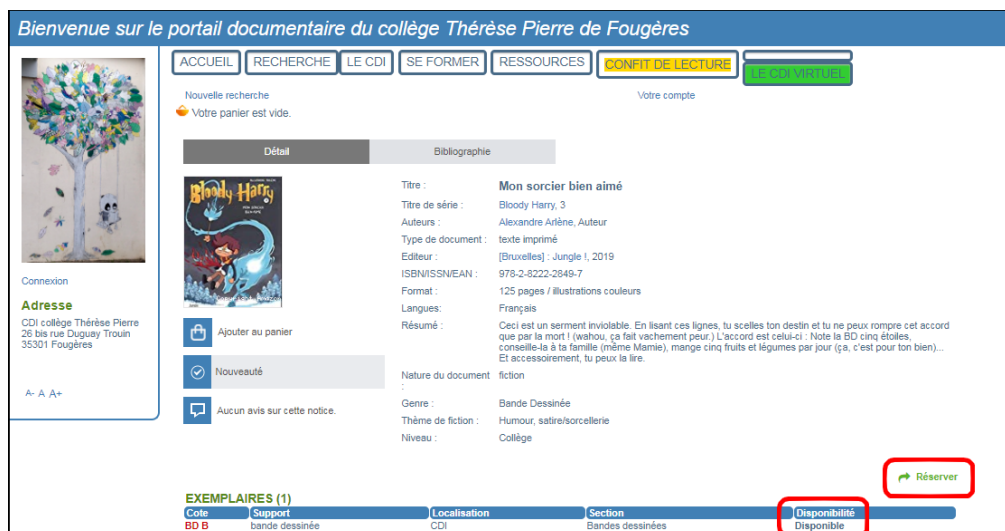 Bienvenue sur le portail documentaire du collège Thérèse Pierre de Fougères
ACCUEIL RECHERCHE LE CDI SE FORMER RESSOURCES CONFIT DE LECTURE LE CDI VIRTUEL
Nouvelle recherche Votre compte
Votre panier est vide.
Détail Bibliographie
Bloody Harry
Titre : Mon sorcier bien aimé
Titre de série : Bloody Harry, 3
Auteurs : Alexandre Arlène, Auteur
Type de document : texte imprimé
Editeur : [Bruxelles] : Jungle !, 2019
ISBN/ISSN/EAN : 978-2-8222-2849-7
Format : 125 pages / illustrations couleurs
Langues: Français
Résumé : Ceci est un serment inviolable. En lisant ces lignes, tu scelles ton destin et tu ne peux rompre cet accord
que par la mort ! (wahou, ça fait vachement peur.) L'accord est celui-ci : Note la BD cinq étoiles,
conseille-la à ta famille (même Mamie), mange cinq fruits et légumes par jour (ça, c'est pour ton bien)...
Et accessoirement, tu peux la lire.
Nature du document fiction
:
Genre : Bande Dessinée
Thème de fiction : Humour, satire/sorcellerie
Niveau : Collège
Connexion
Adresse
CDI collège Thérèse Pierre
26 bis rue Duguay Trouin
35301 Fougères
A- A A+
Ajouter au panier
Nouveauté
Aucun avis sur cette notice.
Réserver
EXEMPLAIRES (1)
Cote Support Localisation Section Disponibilité
BD B bande dessinée CDI Bandes dessinées Disponible